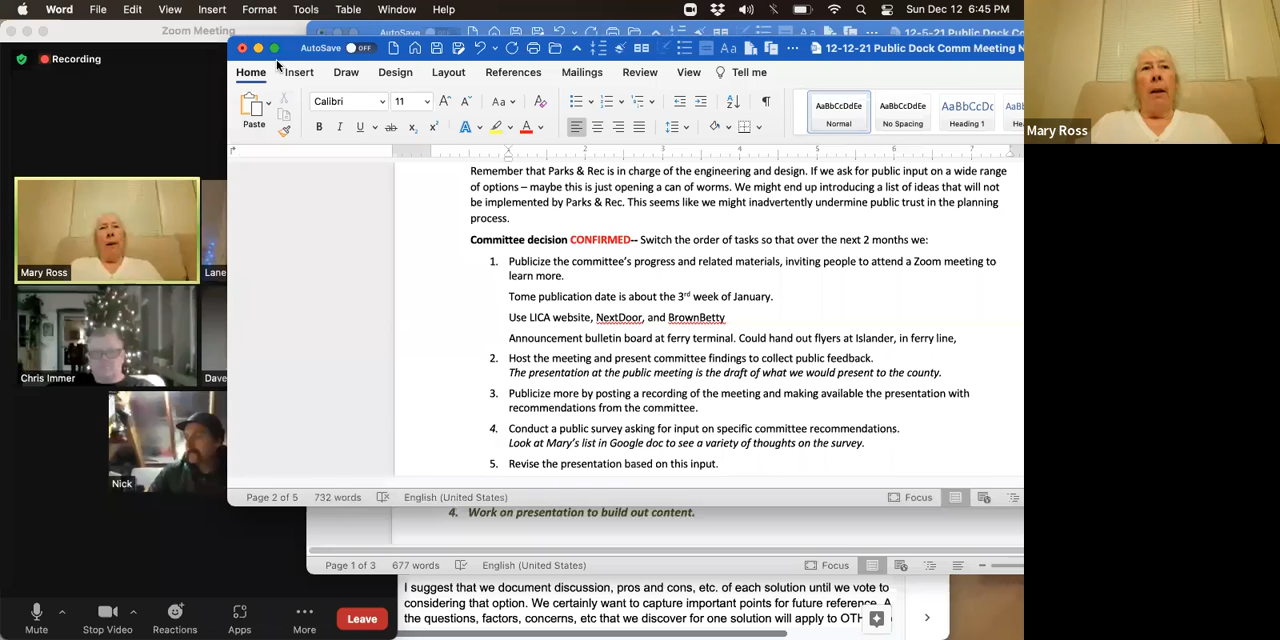 Word File Edit View Insert Format Tools Table Window Help Sun Dec 12 6:45 PM
Zoom Meeting
12-5-21 Public Dock Comm
AutoSave OFF 12-12-21 Public Dock Comm Meeting N
Recording
Home Insert Draw Design Layout References Mailings Review View Tell me
Paste Calibri 11 AaBbCcDdEe AaBbCcDdEe AaBbCcDc AaBb
Normal No Spacing Heading 1 He
2 3 4 5 6 7
Remember that Parks & Rec is in charge of the engineering and design. If we ask for public input on a wide range
of options – maybe this is just opening a can of worms. We might end up introducing a list of ideas that will not
be implemented by Parks & Rec. This seems like we might inadvertently undermine public trust in the planning
process.
Committee decision CONFIRMED-- Switch the order of tasks so that over the next 2 months we:
1. Publicize the committee's progress and related materials, inviting people to attend a Zoom meeting to
learn more.
Tome publication date is about the 3rd week of January.
Use LICA website, NextDoor, and BrownBetty
Announcement bulletin board at ferry terminal. Could hand out flyers at Islander, in ferry line,
2. Host the meeting and present committee findings to collect public feedback.
The presentation at the public meeting is the draft of what we would present to the county.
3. Publicize more by posting a recording of the meeting and making available the presentation with
recommendations from the committee.
4. Conduct a public survey asking for input on specific committee recommendations.
Look at Mary's list in Google doc to see a variety of thoughts on the survey.
5. Revise the presentation based on this input.
Page 2 of 5 732 words English (United States) Focus
4. Work on presentation to build out content.
Page 1 of 3 677 words English (United States) Focus
I suggest that we document discussion, pros and cons, etc. of each solution until we vote to
considering that option. We certainly want to capture important points for future reference. A
the questions, factors, concerns, etc that we discover for one solution will apply to OTH
Mary Ross Lane
Chris Immer Dave
Nick
Mute Stop Video Reactions Apps More Leave
Mary Ross